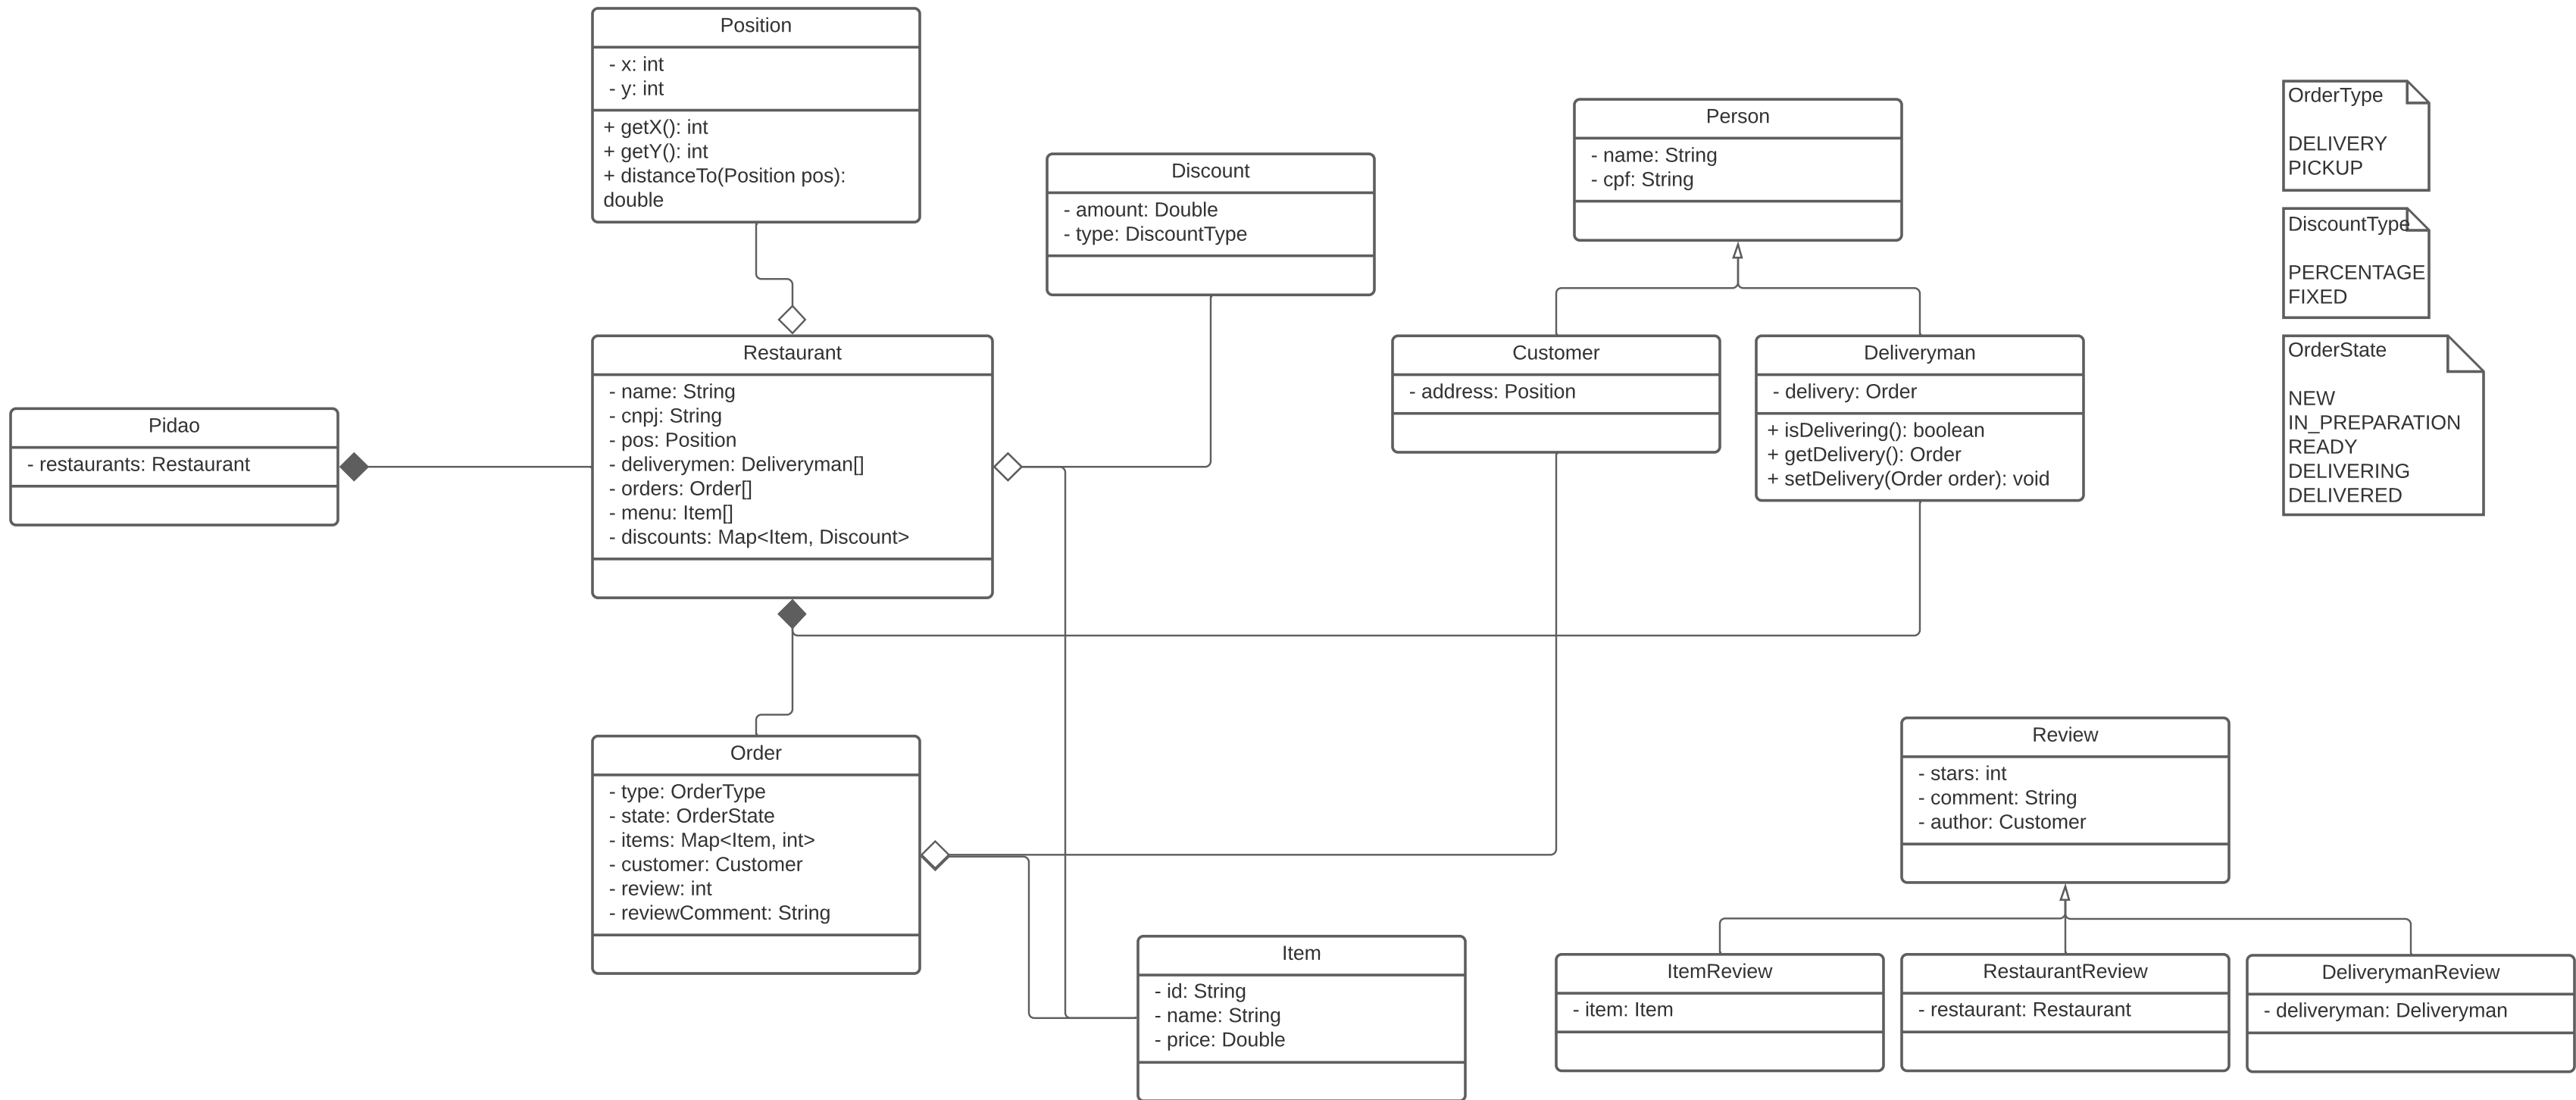 Position
- x: int
- y: int
+ getX(): int
+ getY(): int
+ distanceTo(Position pos):
double
Discount
- amount: Double
- type: DiscountType
Person
- name: String
- cpf: String
OrderType
DELIVERY
PICKUP
DiscountType
PERCENTAGE
FIXED
OrderState
NEW
IN_PREPARATION
READY
DELIVERING
DELIVERED
Pidao
- restaurants: Restaurant
Restaurant
- name: String
- cnpj: String
- pos: Position
- deliverymen: Deliveryman[]
- orders: Order[]
- menu: Item[]
- discounts: Map<Item, Discount>
Customer
- address: Position
Deliveryman
- delivery: Order
+ isDelivering(): boolean
+ getDelivery(): Order
+ setDelivery(Order order): void
Order
- type: OrderType
- state: OrderState
- items: Map<Item, int>
- customer: Customer
- review: int
- reviewComment: String
Item
- id: String
- name: String
- price: Double
Review
- stars: int
- comment: String
- author: Customer
ItemReview
- item: Item
RestaurantReview
- restaurant: Restaurant
DeliverymanReview
- deliveryman: Deliveryman